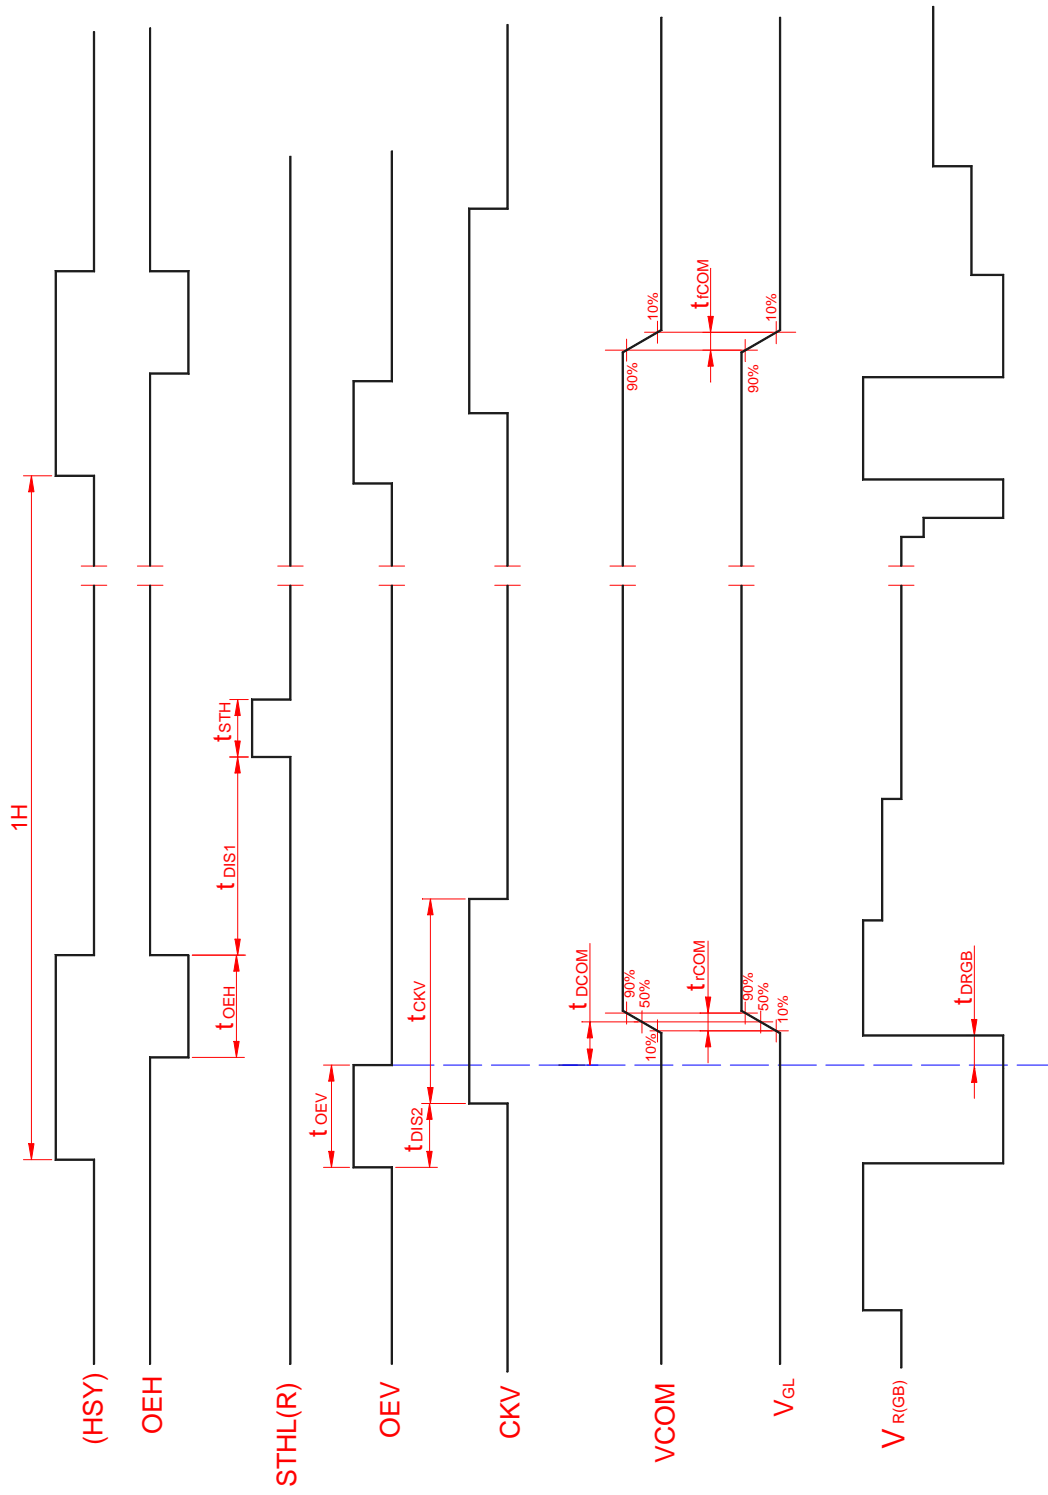 (HSY)
1H
OEH
tOEH
tDIS1
tSTH
STHL(R)
OEV
tOEV
tDIS2
CKV
tCKV
VCOM
tDCOM
10%
50%
90%
90%
10%
trCOM
tfCOM
VGL
10%
50%
90%
90%
10%
VR(GB)
tDRGB